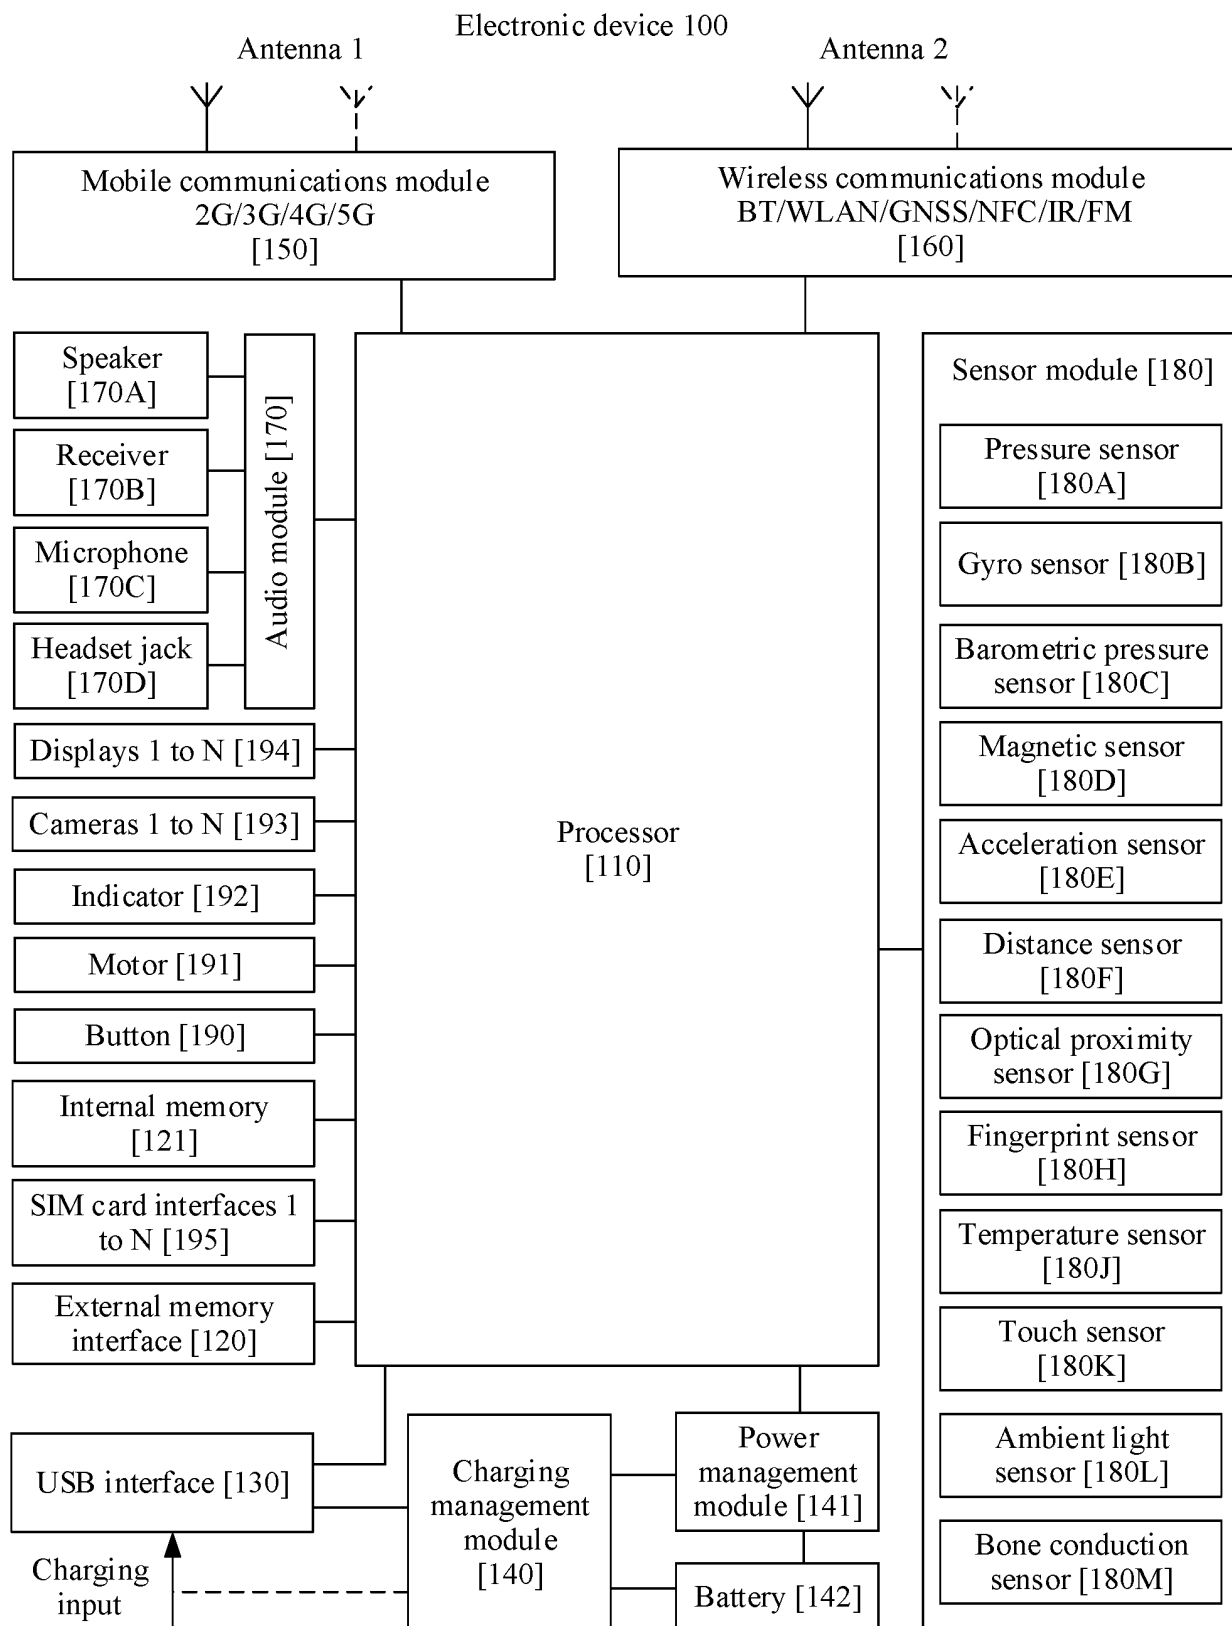 Electronic device 100
Antenna 1
Antenna 2
Mobile communications module
2G/3G/4G/5G
[150]
Wireless communications module
BT/WLAN/GNSS/NFC/IR/FM
[160]
Speaker
[170A]
Receiver
[170B]
Microphone
[170C]
Headset jack
[170D]
Audio module [170]
Displays 1 to N [194]
Cameras 1 to N [193]
Indicator [192]
Motor [191]
Button [190]
Internal memory
[121]
SIM card interfaces 1
to N [195]
External memory
interface [120]
Processor
[110]
Sensor module [180]
Pressure sensor
[180A]
Gyro sensor [180B]
Barometric pressure
sensor [180C]
Magnetic sensor
[180D]
Acceleration sensor
[180E]
Distance sensor
[180F]
Optical proximity
sensor [180G]
Fingerprint sensor
[180H]
Temperature sensor
[180J]
Touch sensor
[180K]
Ambient light
sensor [180L]
Bone conduction
sensor [180M]
USB interface [130]
Charging
input
Charging
management
module
[140]
Power
management
module [141]
Battery [142]